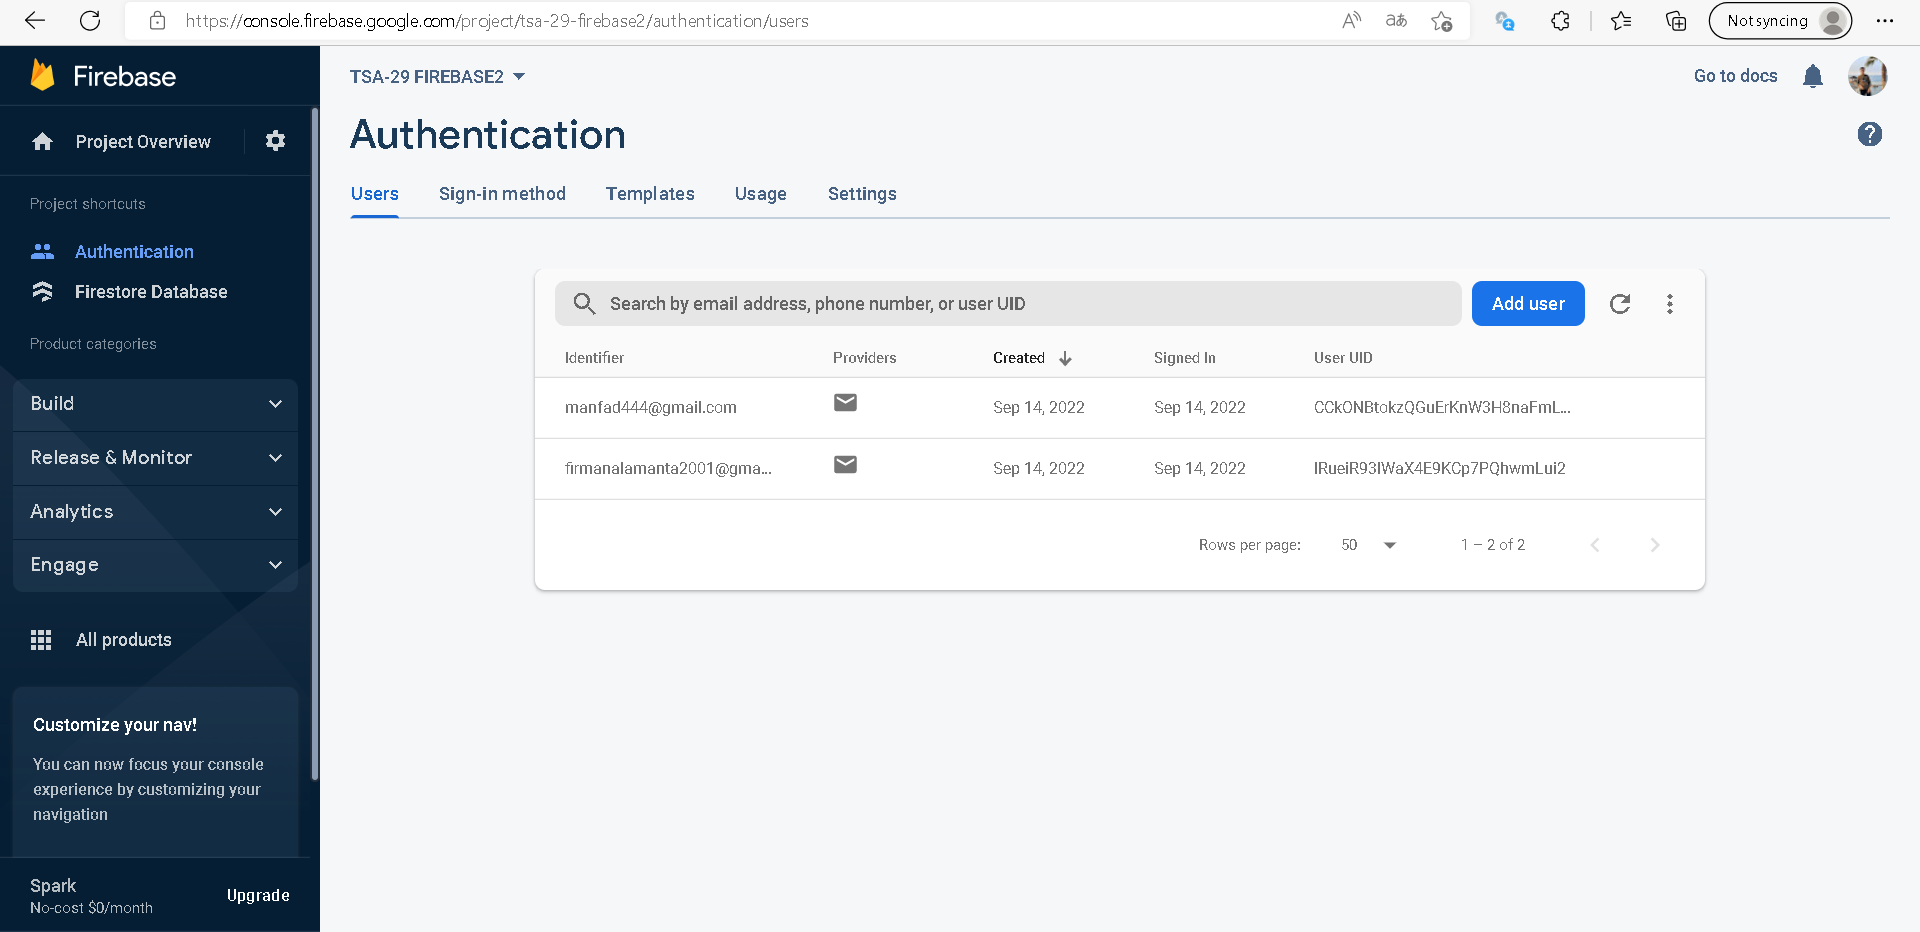 https://console.firebase.google.com/project/tsa-29-firebase2/authentication/users
Not syncing
Firebase
Project Overview
Project shortcuts
Authentication
Firestore Database
Product categories
Build
Release & Monitor
Analytics
Engage
All products
Customize your nav!
You can now focus your console
experience by customizing your
navigation
Spark
No-cost $0/month
Upgrade
TSA-29 FIREBASE2
Go to docs
Authentication
Users Sign-in method Templates Usage Settings
Search by email address, phone number, or user UID
Add user
Identifier Providers Created Signed In User UID
manfad444@gmail.com Sep 14, 2022 Sep 14, 2022 CCkONBtokzQGuErKnW3H8naFmL...
firmanalamanta2001@gma... Sep 14, 2022 Sep 14, 2022 IRueiR93IWaX4E9KCp7PQhwmLui2
Rows per page: 50 1 – 2 of 2